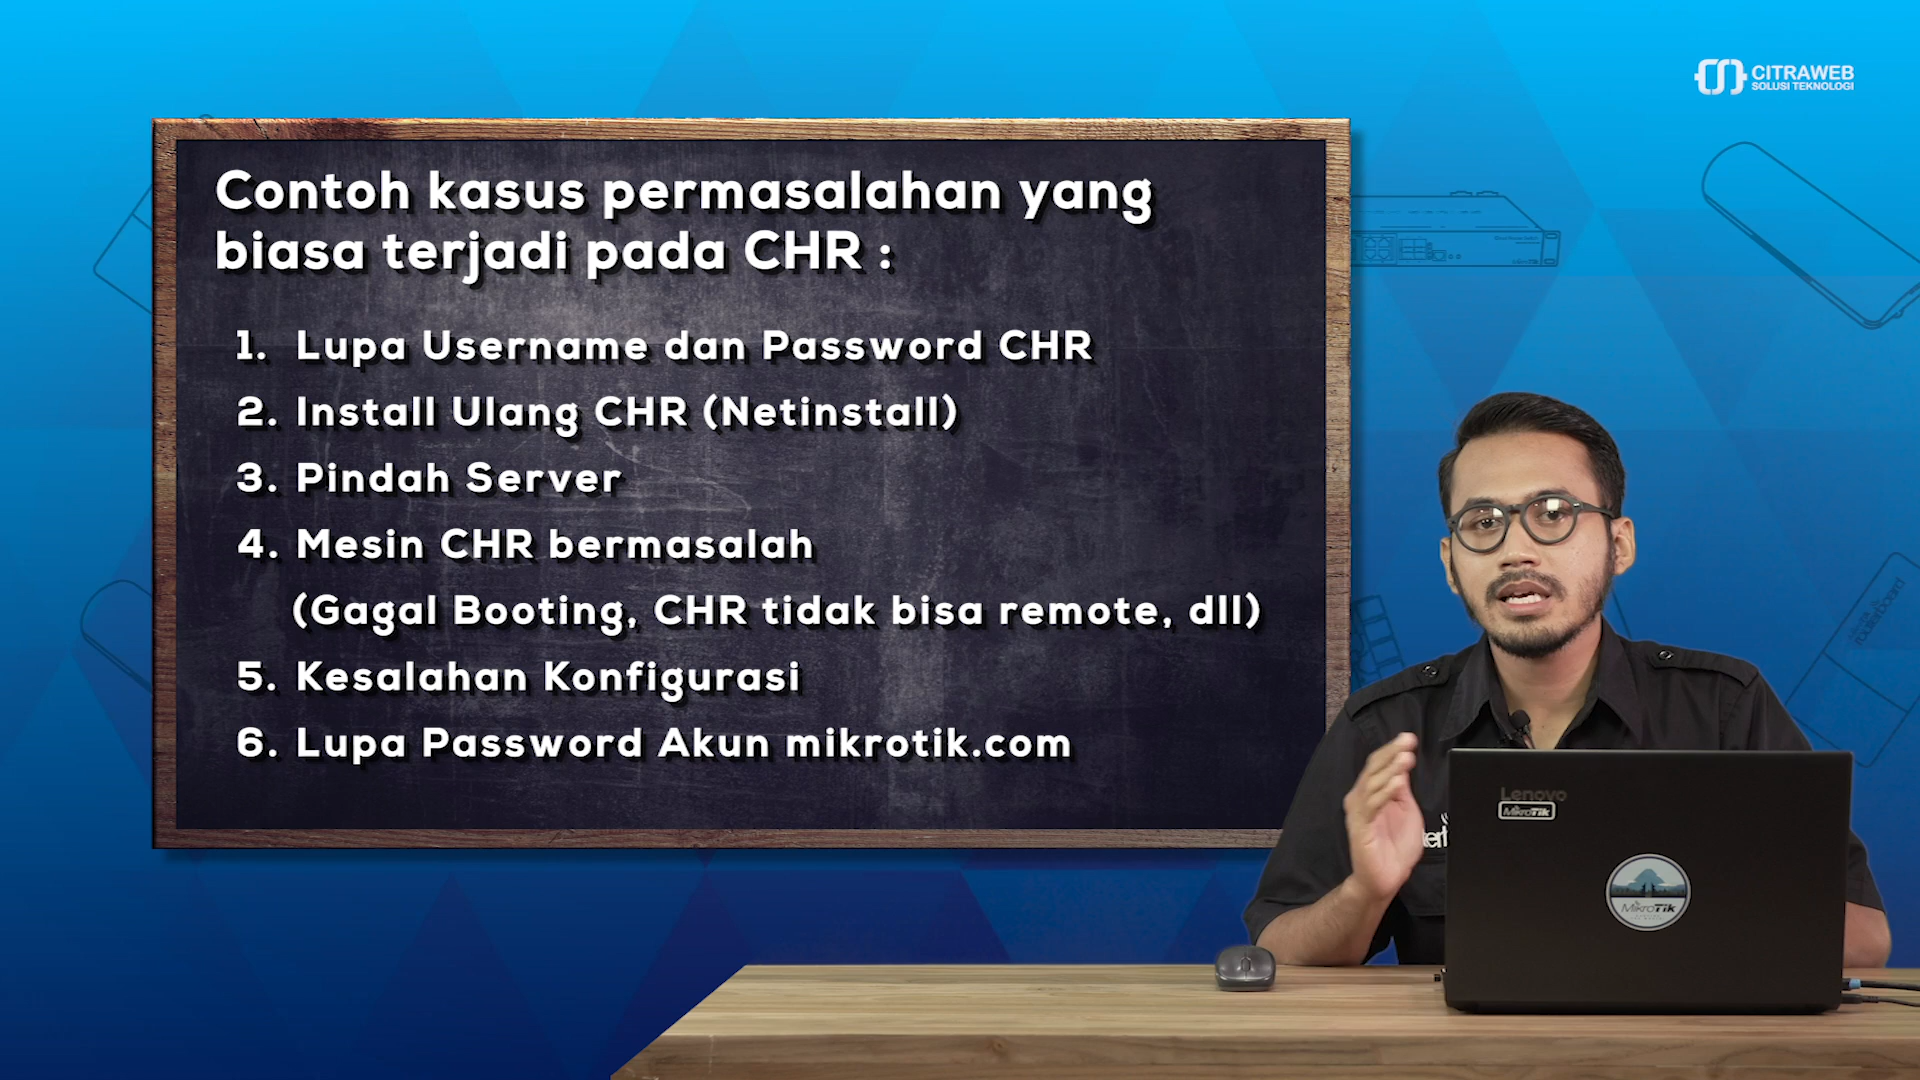 CITRAWEB
SOLUSI TEKNOLOGI
Contoh kasus permasalahan yang
biasa terjadi pada CHR :
1. Lupa Username dan Password CHR
2. Install Ulang CHR (Netinstall)
3. Pindah Server
4. Mesin CHR bermasalah
(Gagal Booting, CHR tidak bisa remote, dll)
5. Kesalahan Konfigurasi
6. Lupa Password Akun mikrotik.com
Lenovo
MikroTik
MikroTik